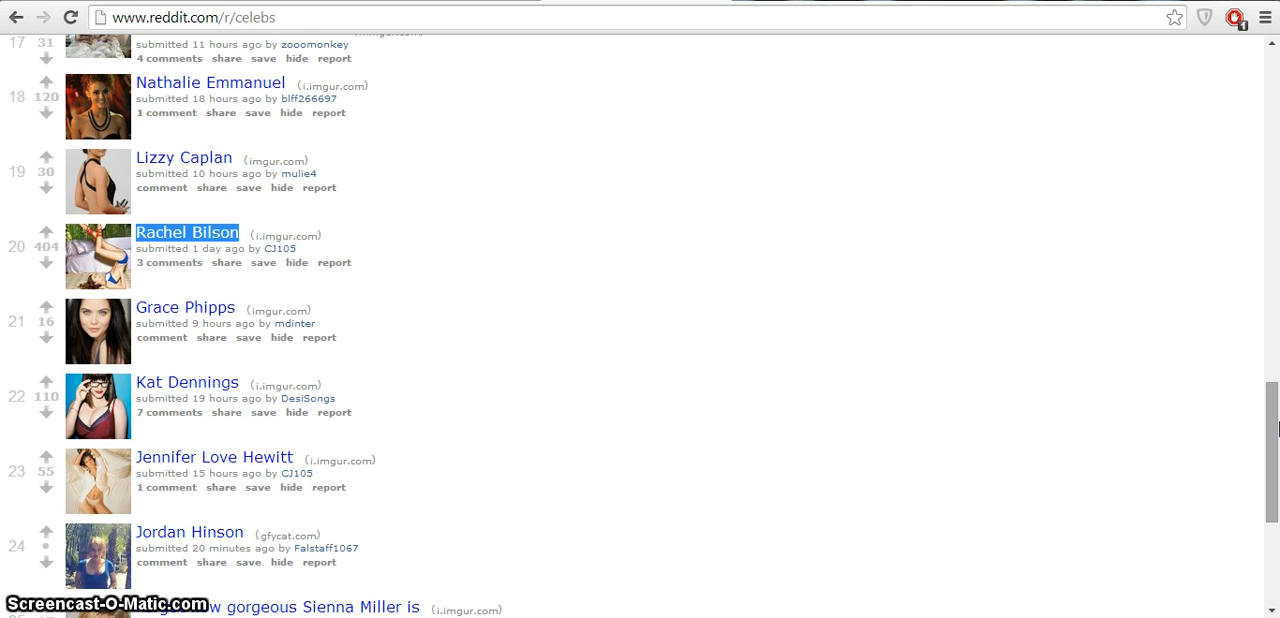 www.reddit.com/r/celebs
1
17 31
submitted 11 hours ago by zooomonkey
4 comments share save hide report
Nathalie Emmanuel (i.imgur.com)
18 120 submitted 18 hours ago by blff266697
1 comment share save hide report
Lizzy Caplan (imgur.com)
19 30 submitted 10 hours ago by mulie4
comment share save hide report
Rachel Bilson (i.imgur.com)
20 404 submitted 1 day ago by CJ105
3 comments share save hide report
Grace Phipps (imgur.com)
21 16 submitted 9 hours ago by mdinter
comment share save hide report
Kat Dennings (i.imgur.com)
22 110 submitted 19 hours ago by DesiSongs
7 comments share save hide report
Jennifer Love Hewitt (i.imgur.com)
23 55 submitted 15 hours ago by CJ105
1 comment share save hide report
Jordan Hinson (gfycat.com)
24 • submitted 20 minutes ago by Falstaff1067
comment share save hide report
gorgeous Sienna Miller is (i.imgur.com)
Screencast-O-Matic.com